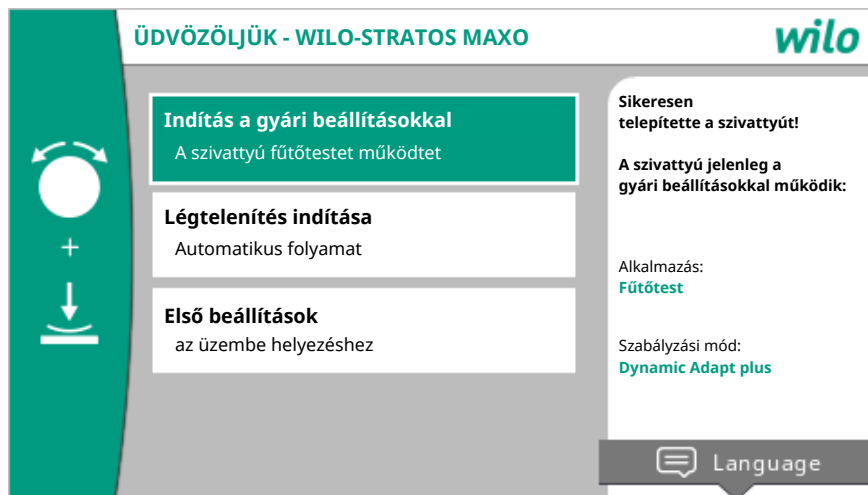 ÜDVÖZÖLJÜK - WILO-STRATOS MAXO
wilo
Indítás a gyári beállításokkal
A szivattyú fűtőtestet működtet
Légtelenítés indítása
Automatikus folyamat
Első beállítások
az üzembe helyezéshez
+
Sikeresen
telepítette a szivattyút!
A szivattyú jelenleg a
gyári beállításokkal működik:
Alkalmazás:
Fűtőtest
Szabályzási mód:
Dynamic Adapt plus
Language